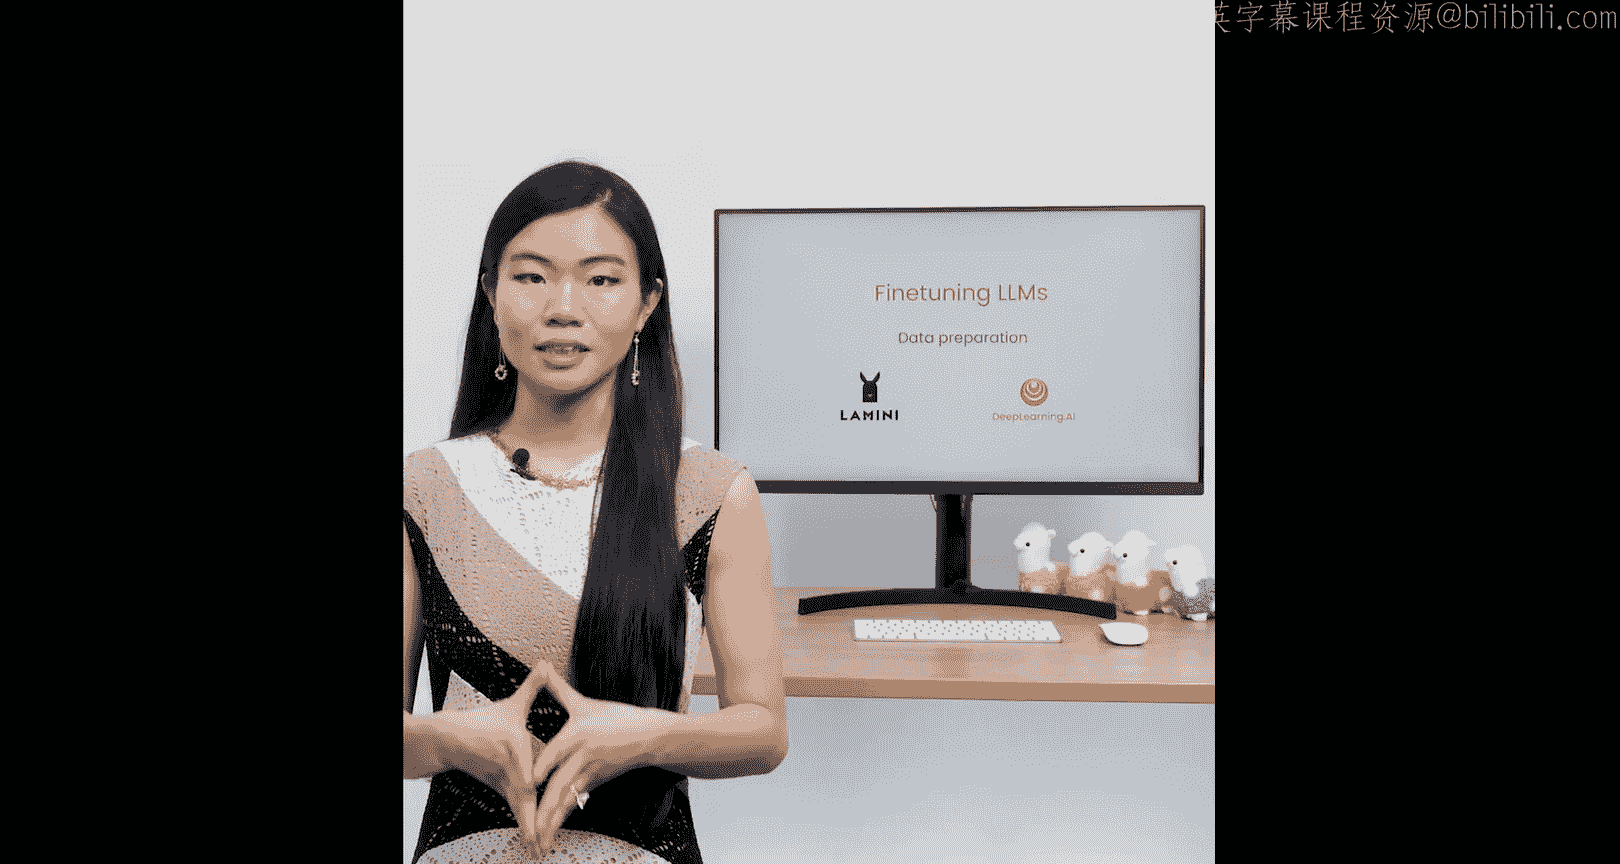 英字幕课程资源@bilibili.com
Finetuning LLMs
Data preparation
LAMINI
DeepLearning.AI